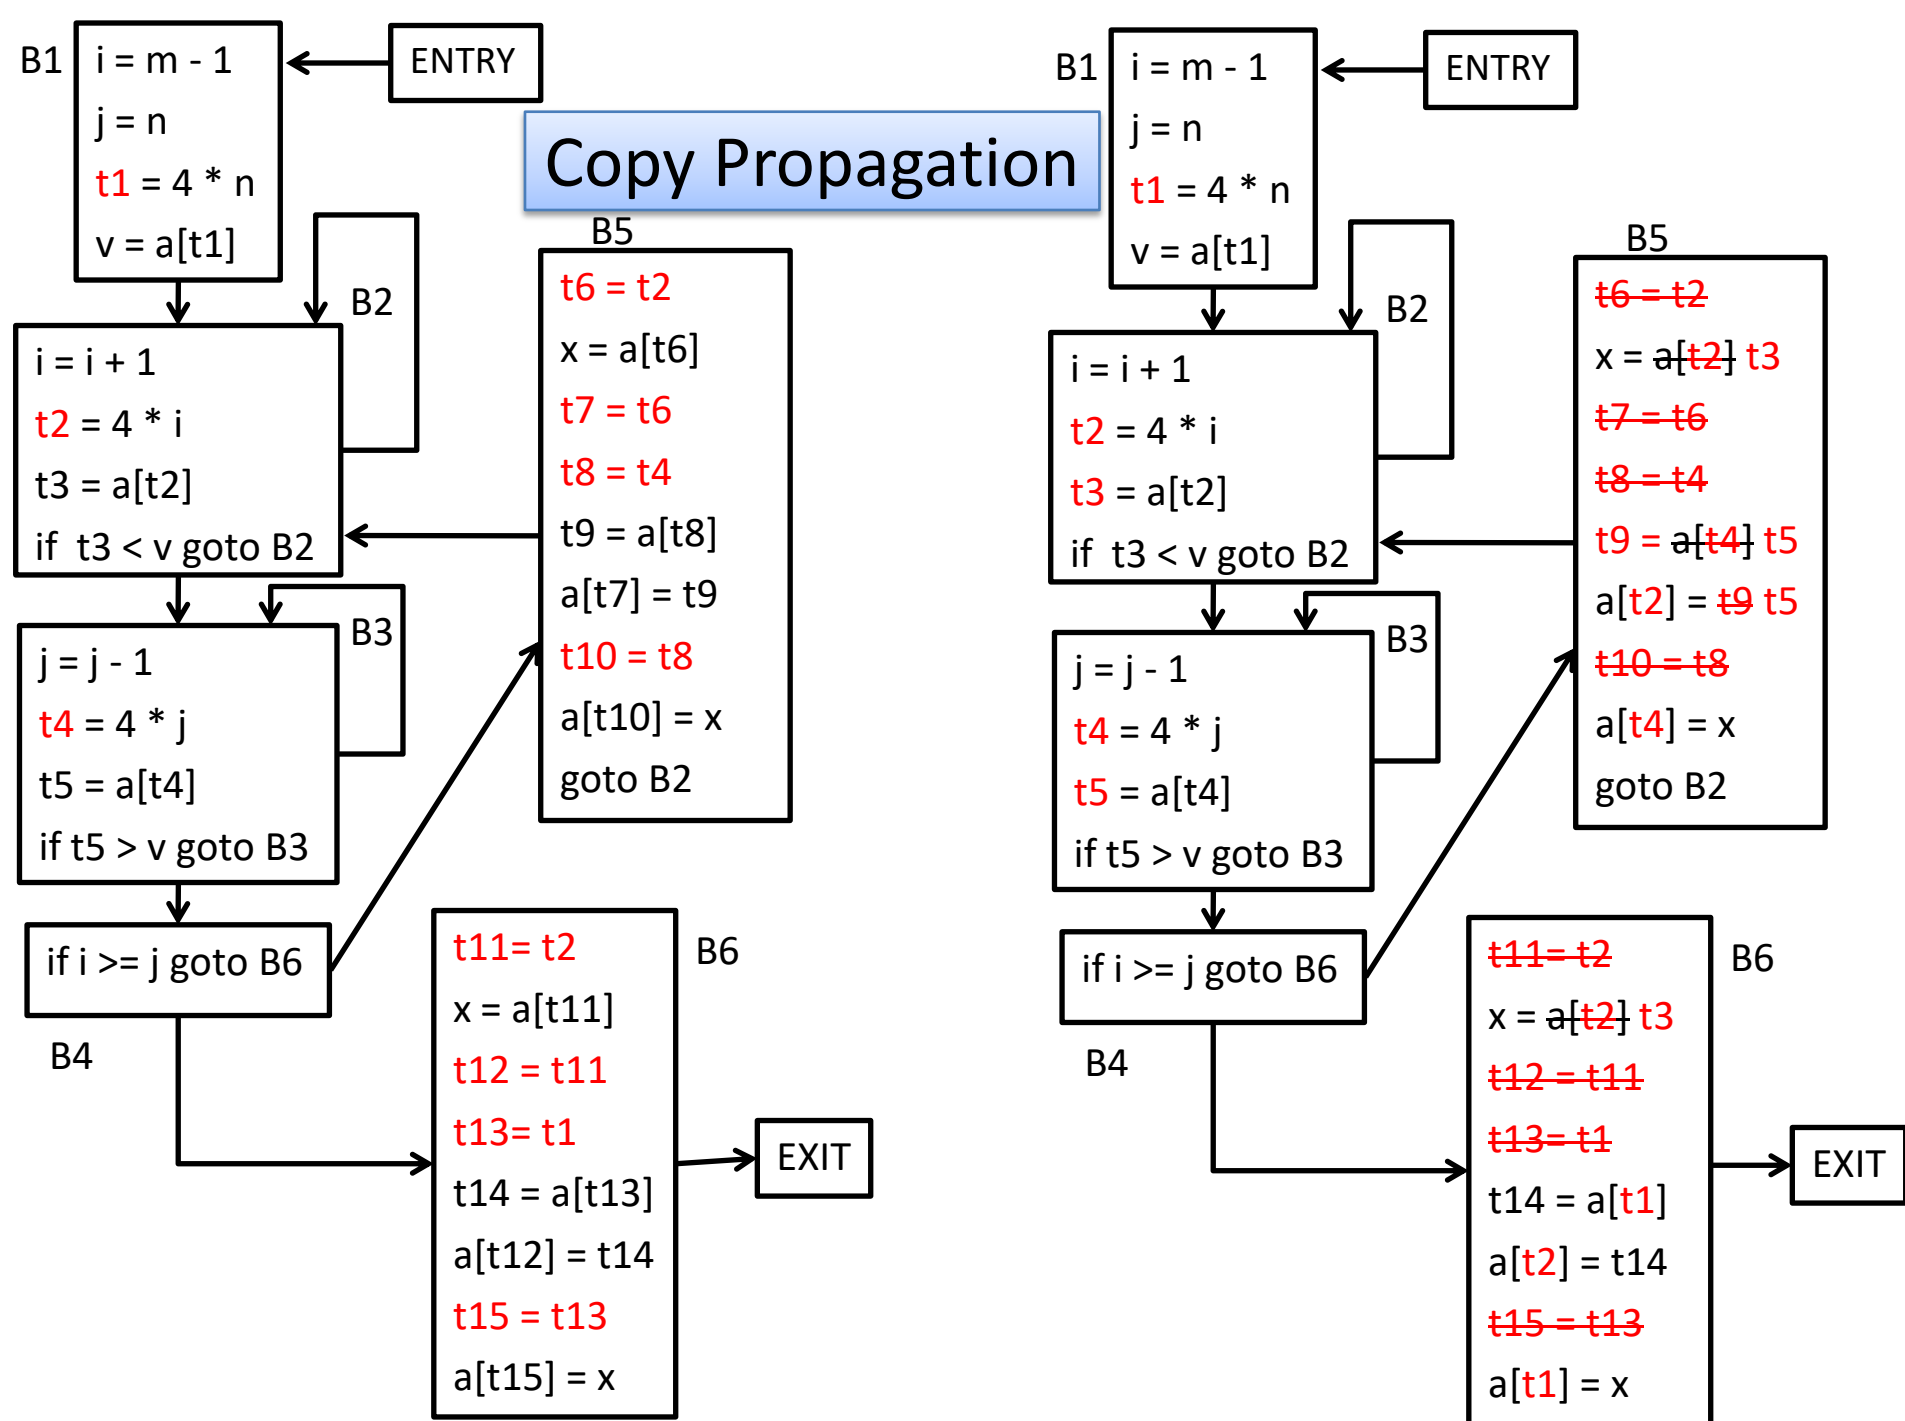 Copy Propagation
B1
i = m - 1
j = n
t1 = 4 * n
v = a[t1]
ENTRY
B2
i = i + 1
t2 = 4 * i
t3 = a[t2]
if t3 < v goto B2
B3
j = j - 1
t4 = 4 * j
t5 = a[t4]
if t5 > v goto B3
if i >= j goto B6
B4
B5
t6 = t2
x = a[t6]
t7 = t6
t8 = t4
t9 = a[t8]
a[t7] = t9
t10 = t8
a[t10] = x
goto B2
B6
t11= t2
x = a[t11]
t12 = t11
t13= t1
t14 = a[t13]
a[t12] = t14
t15 = t13
a[t15] = x
EXIT
B1
i = m - 1
j = n
t1 = 4 * n
v = a[t1]
ENTRY
B2
i = i + 1
t2 = 4 * i
t3 = a[t2]
if t3 < v goto B2
B3
j = j - 1
t4 = 4 * j
t5 = a[t4]
if t5 > v goto B3
if i >= j goto B6
B4
B5
t6 = t2
x = a[t2] t3
t7 = t6
t8 = t4
t9 = a[t4] t5
a[t2] = t9 t5
t10 = t8
a[t4] = x
goto B2
B6
t11= t2
x = a[t2] t3
t12 = t11
t13= t1
t14 = a[t1]
a[t2] = t14
t15 = t13
a[t1] = x
EXIT